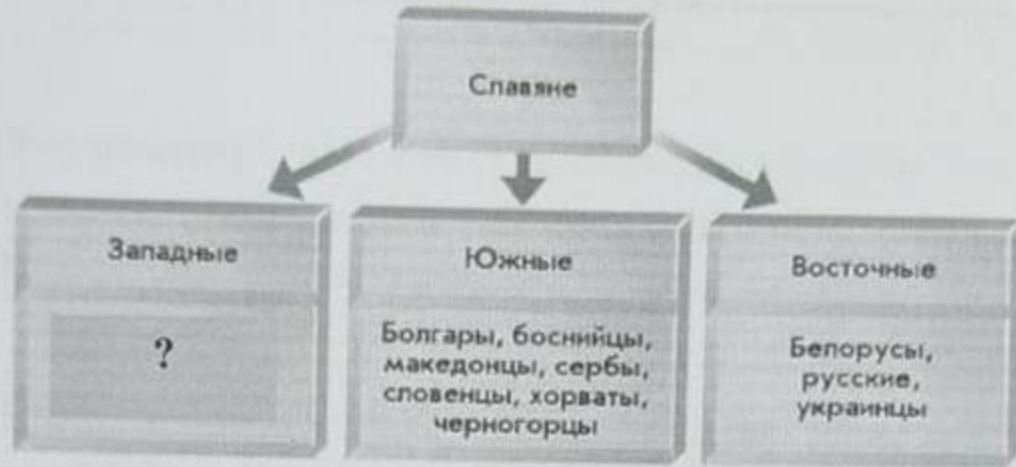 Славяне
Западные
?
Южные
Болгары, боснийцы,
македонцы, сербы,
словенцы, хорваты,
черногорцы
Восточные
Белорусы,
русские,
украинцы